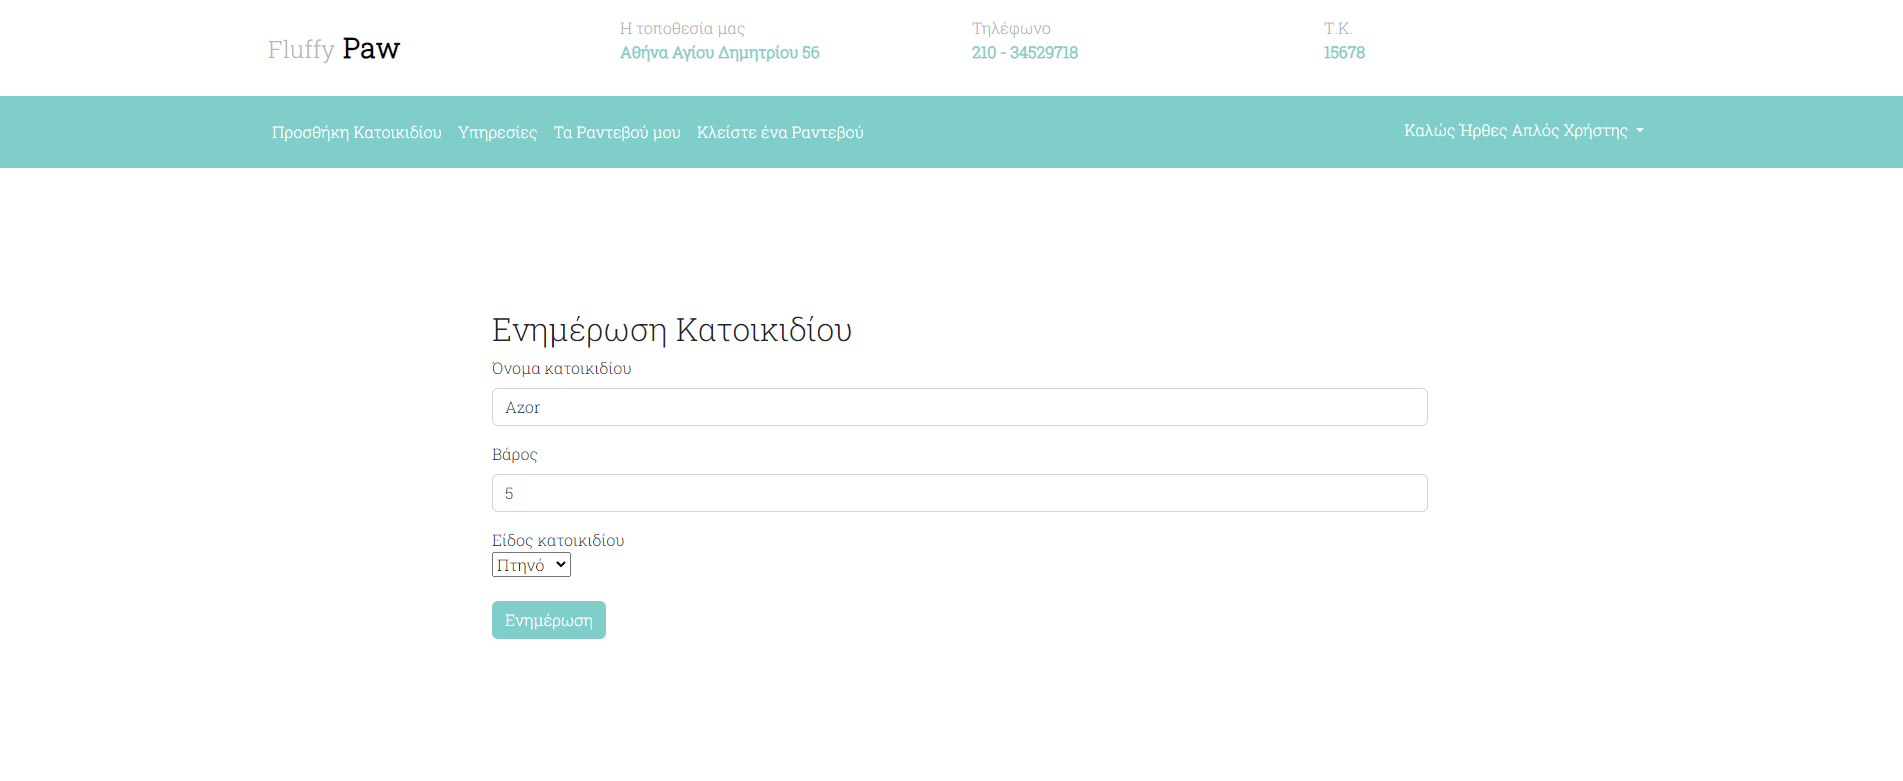 Fluffy Paw
Η τοποθεσία μας
Αθήνα Αγίου Δημητρίου 56
Τηλέφωνο
210 - 34529718
Τ.Κ.
15678
Προσθήκη Κατοικιδίου Υπηρεσίες Τα Ραντεβού μου Κλείστε ένα Ραντεβού
Καλώς Ήρθες Απλός Χρήστης
Ενημέρωση Κατοικιδίου
Όνομα κατοικιδίου
Azor
Βάρος
5
Είδος κατοικιδίου
Πτηνό
Ενημέρωση